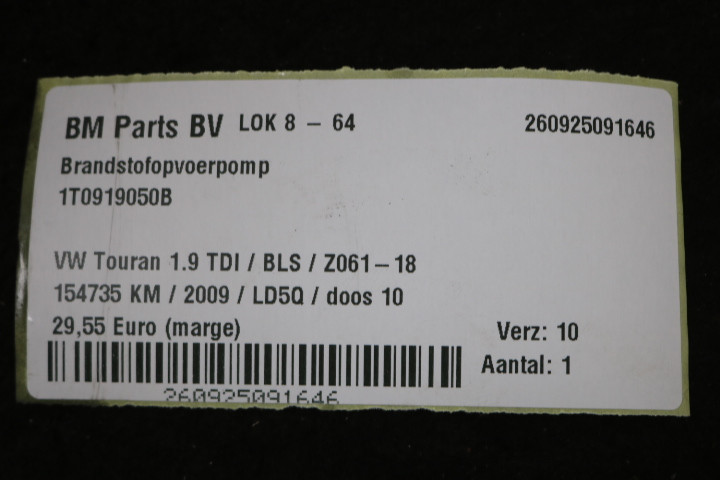 BM Parts BV LOK 8 - 64 260925091646
Brandstofopvoerpomp
1T0919050B
VW Touran 1.9 TDI / BLS / Z061-18
154735 KM / 2009 / LD5Q / doos 10
29,55 Euro (marge) Verz: 10
Aantal: 1
260925091646